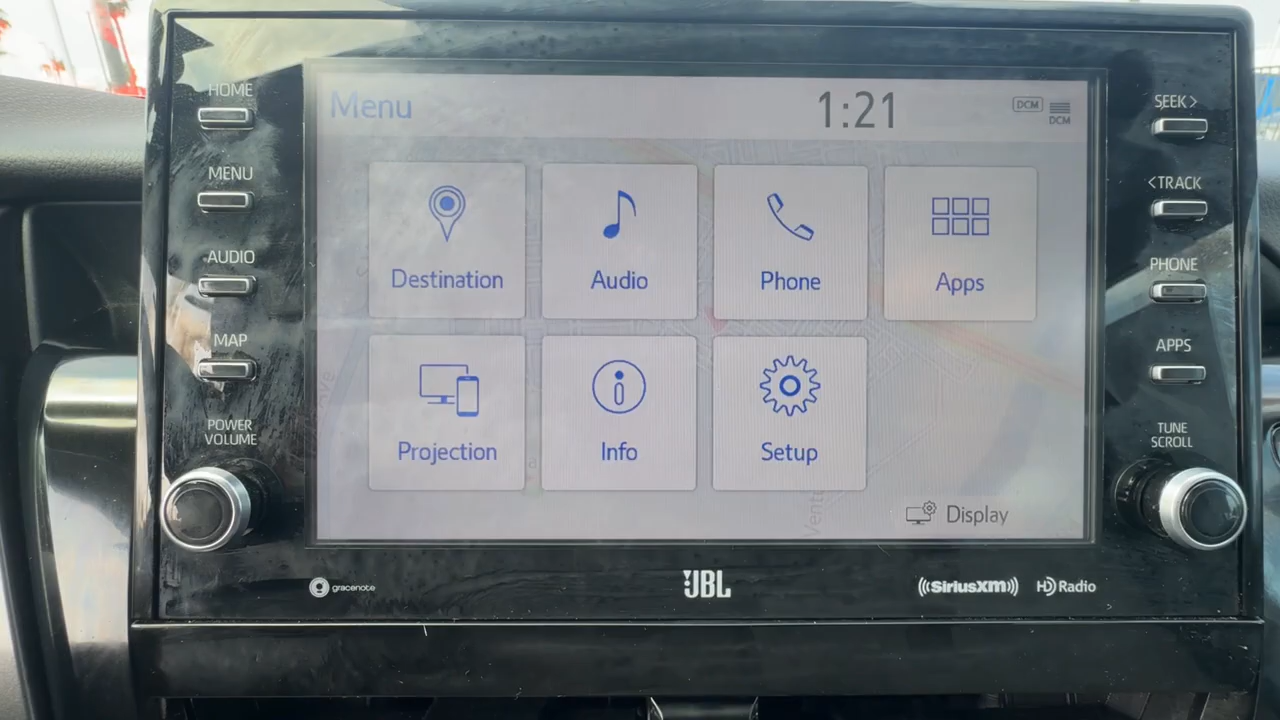 HOME
MENU
AUDIO
MAP
POWER
VOLUME
Menu
1:21
DCM
DCM
Destination
Audio
Phone
Apps
Projection
Info
Setup
Display
SEEK>
<TRACK
PHONE
APPS
TUNE
SCROLL
gracenote
JBL
((SiriusXM))
HD Radio